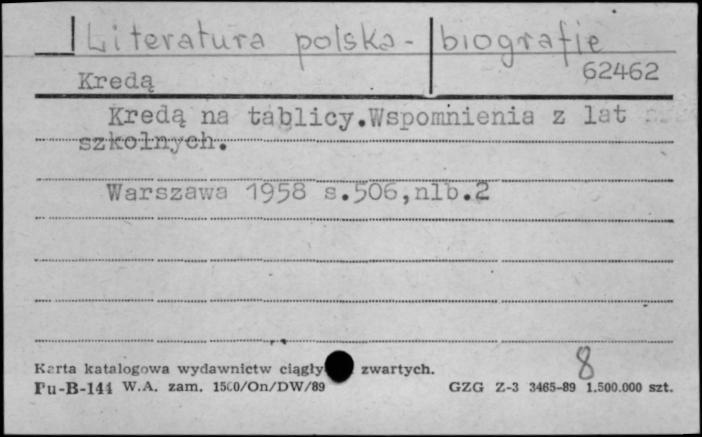 Literatura polska - biografie
Kredą 62462
Kredą na tablicy.Wspomnienia z lat
szkolnych.
Warszawa 1958 s.506,nlb.2
8
Karta katalogowa wydawnictw ciągły zwartych.
Pu-B-144 W.A. zam. 1500/On/DW/89 GZG Z-3 3465-89 1.500.000 szt.